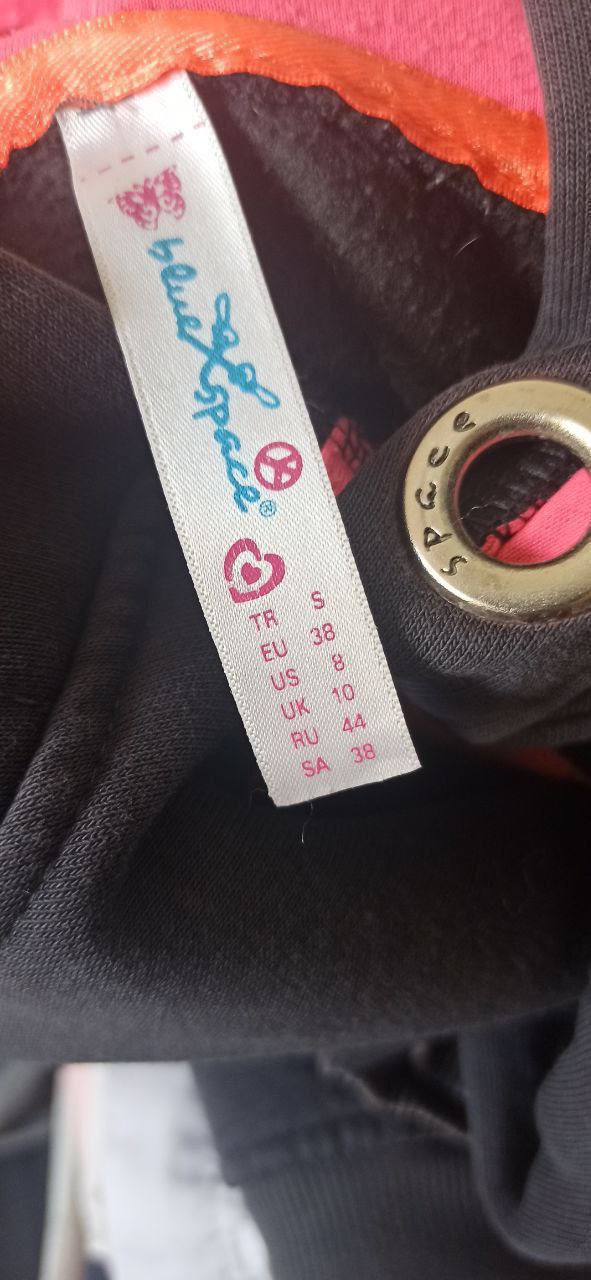 blue space®
TR S
EU 38
US 8
UK 10
RU 44
SA 38
space